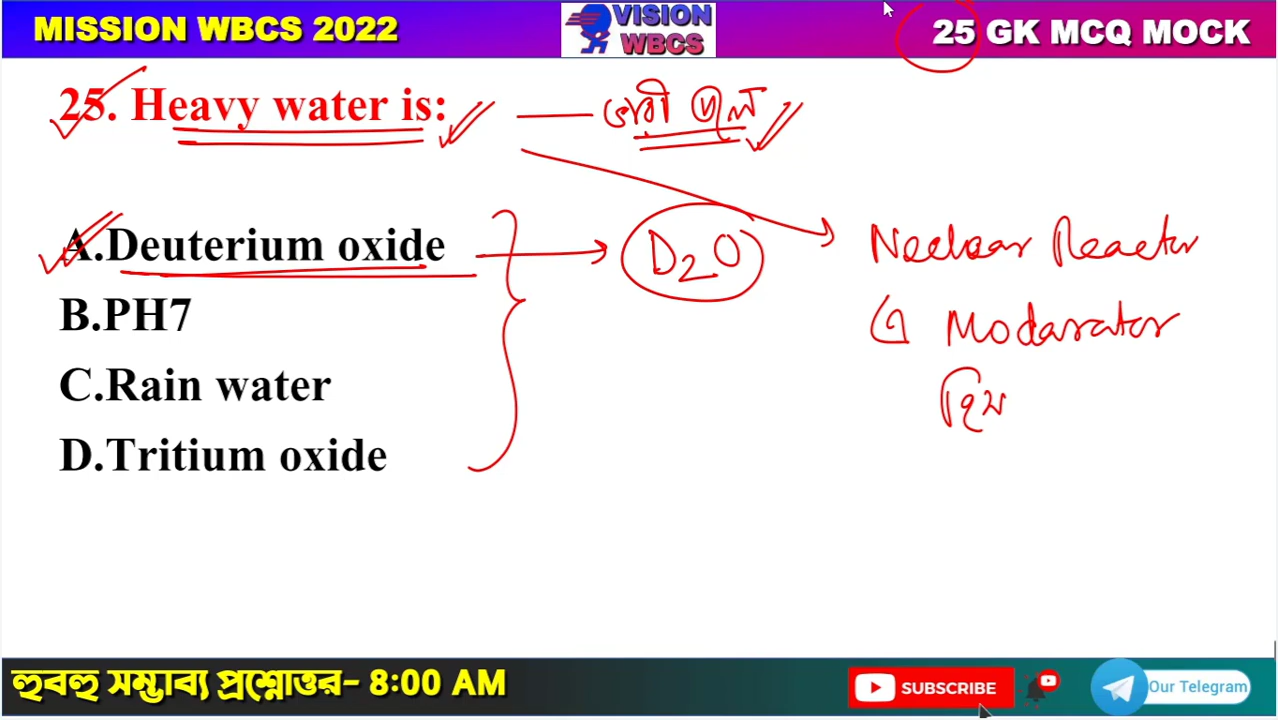 MISSION WBCS 2022
VISION
WBCS
25 GK MCQ MOCK
25. Heavy water is: — ভারী জল
A.Deuterium oxide → D2O
Neclear Reactor
B.PH7
এ Modarator
C.Rain water
D.Tritium oxide
হুবহু সম্ভাব্য প্রশ্নোত্তর- 8:00 AM
SUBSCRIBE
Our Telegram